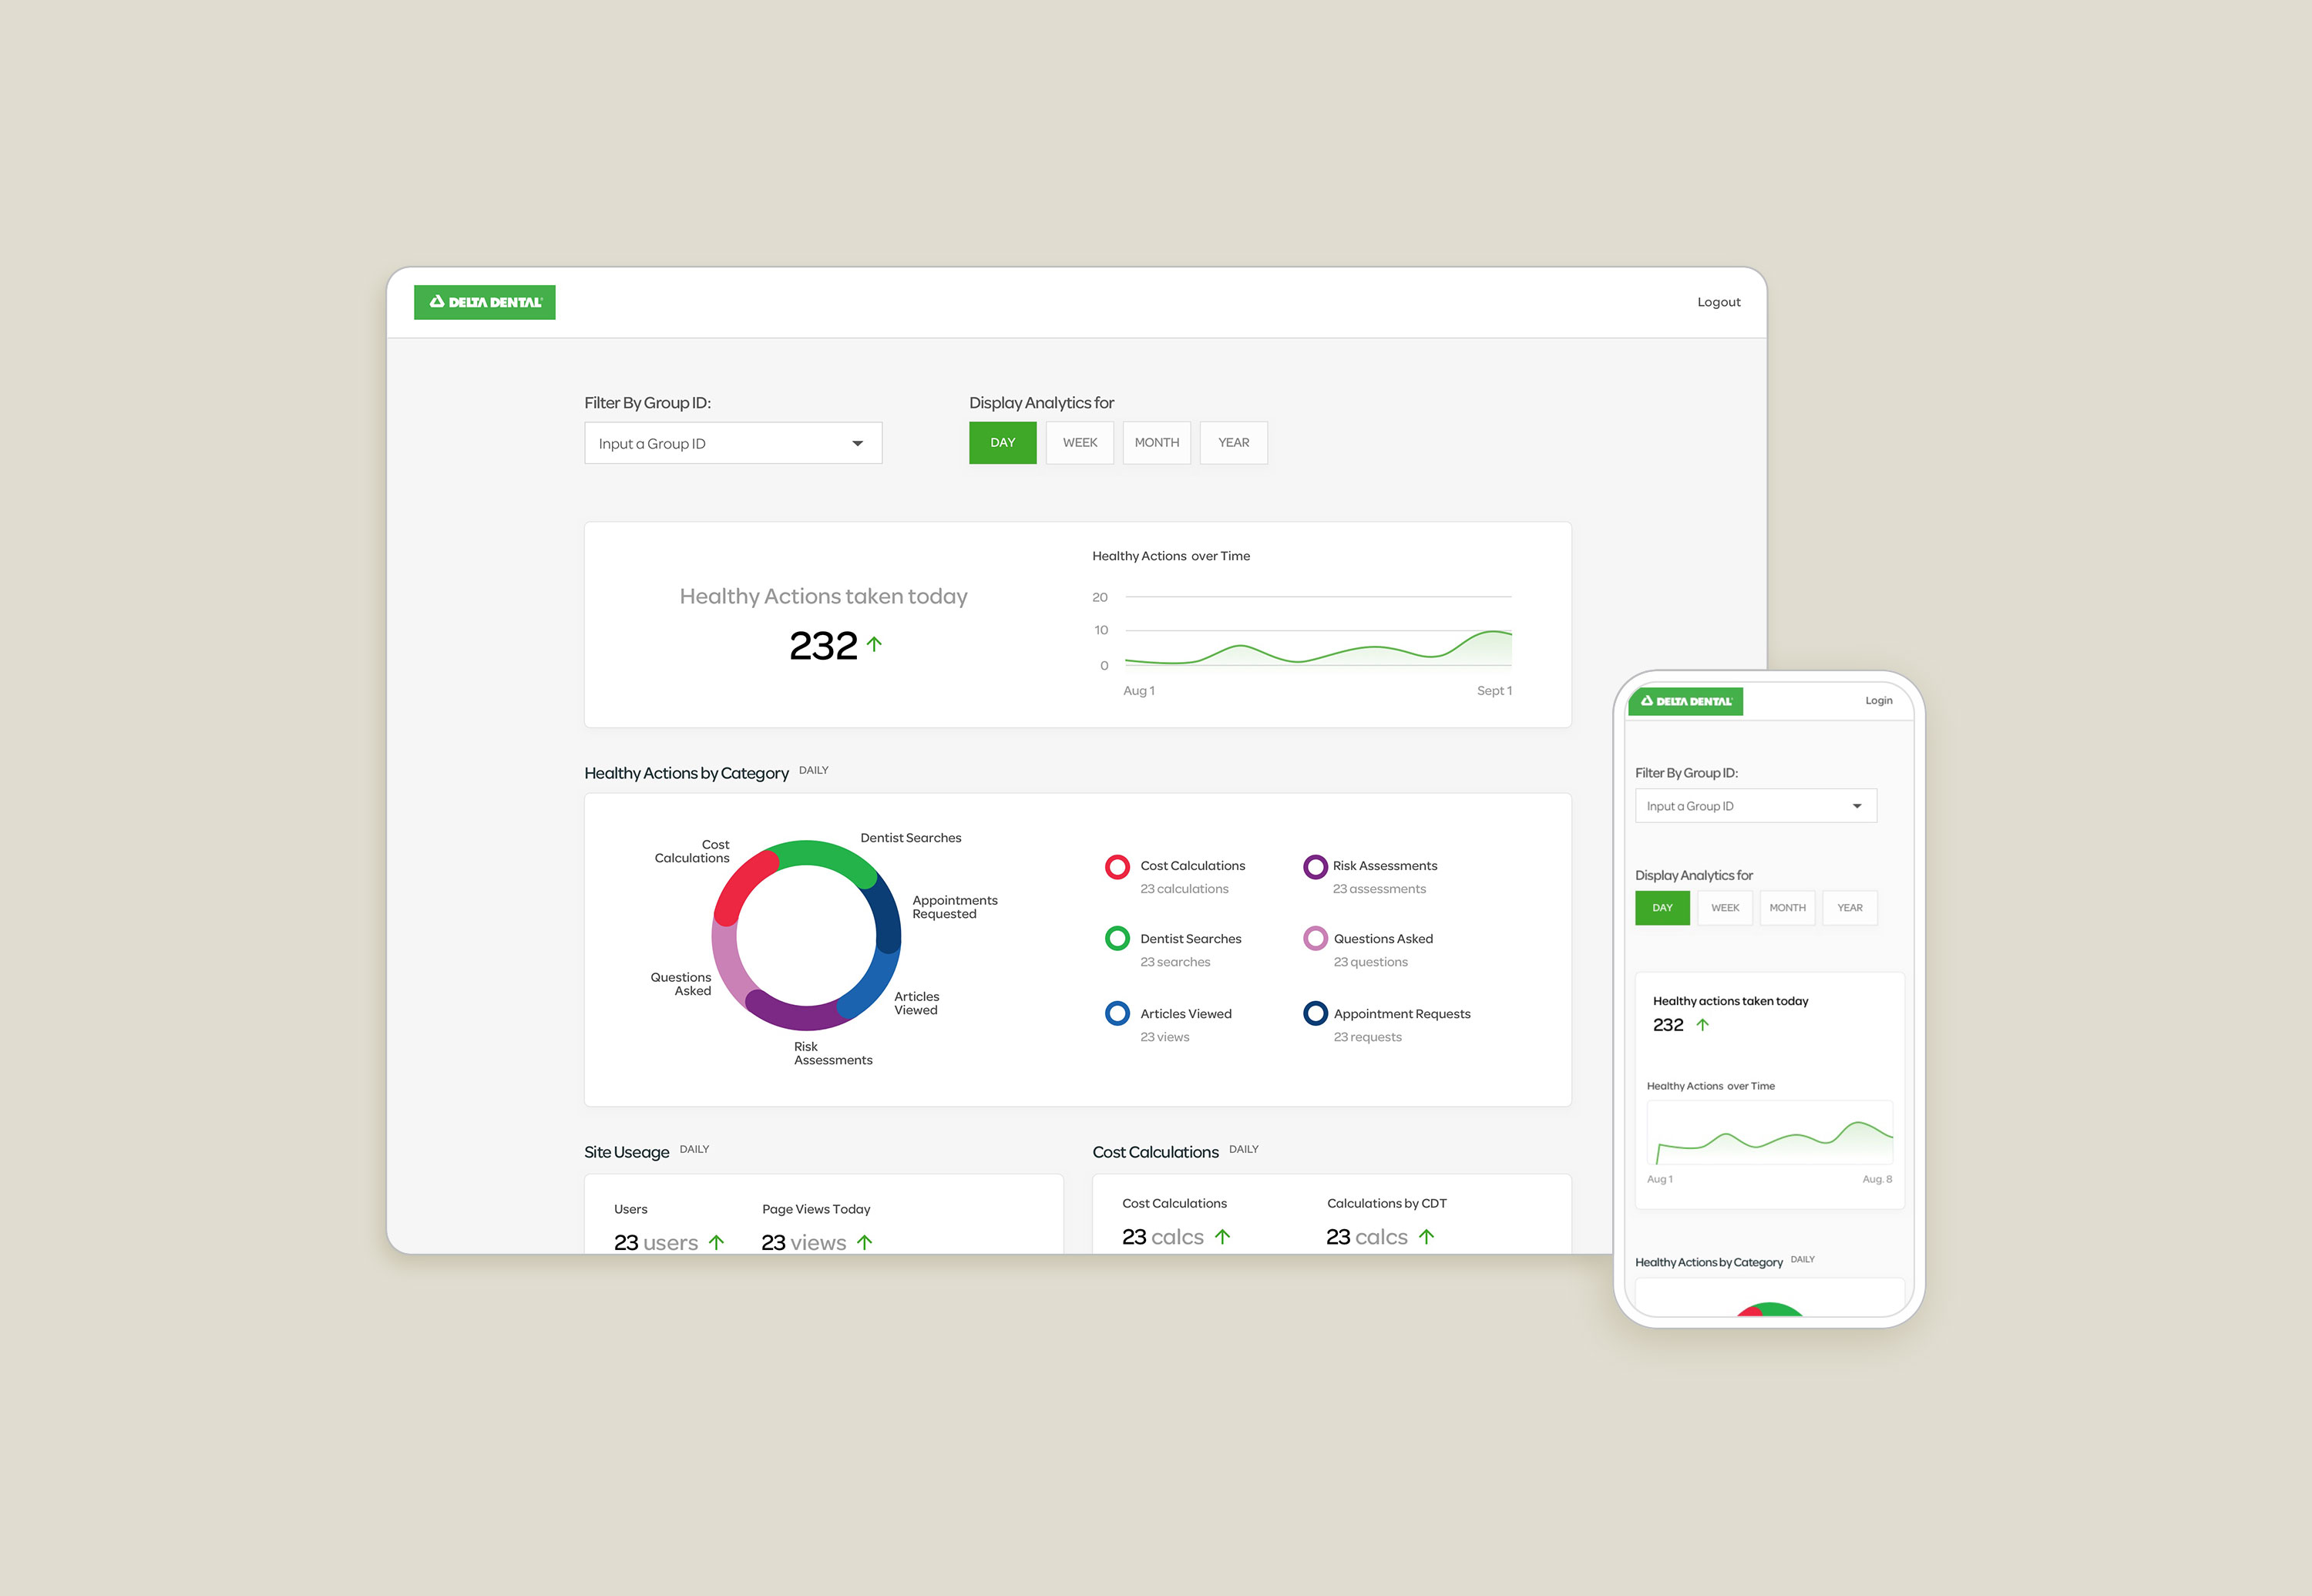 DELTA DENTAL
Logout
Filter By Group ID:
Input a Group ID
Display Analytics for
DAY
WEEK
MONTH
YEAR
Healthy Actions taken today
232
Healthy Actions over Time
20
10
0
Aug 1
Sept 1
Healthy Actions by Category DAILY
Cost
Calculations
Dentist Searches
Appointments
Requested
Articles
Viewed
Risk
Assessments
Questions
Asked
Cost Calculations
23 calculations
Risk Assessments
23 assessments
Dentist Searches
23 searches
Questions Asked
23 questions
Articles Viewed
23 views
Appointment Requests
23 requests
Site Useage DAILY
Users
23 users
Page Views Today
23 views
Cost Calculations DAILY
Cost Calculations
23 calcs
Calculations by CDT
23 calcs
DELTA DENTAL
Login
Filter By Group ID:
Input a Group ID
Display Analytics for
DAY
WEEK
MONTH
YEAR
Healthy actions taken today
232
Healthy Actions over Time
Aug 1
Aug. 8
Healthy Actions by Category DAILY